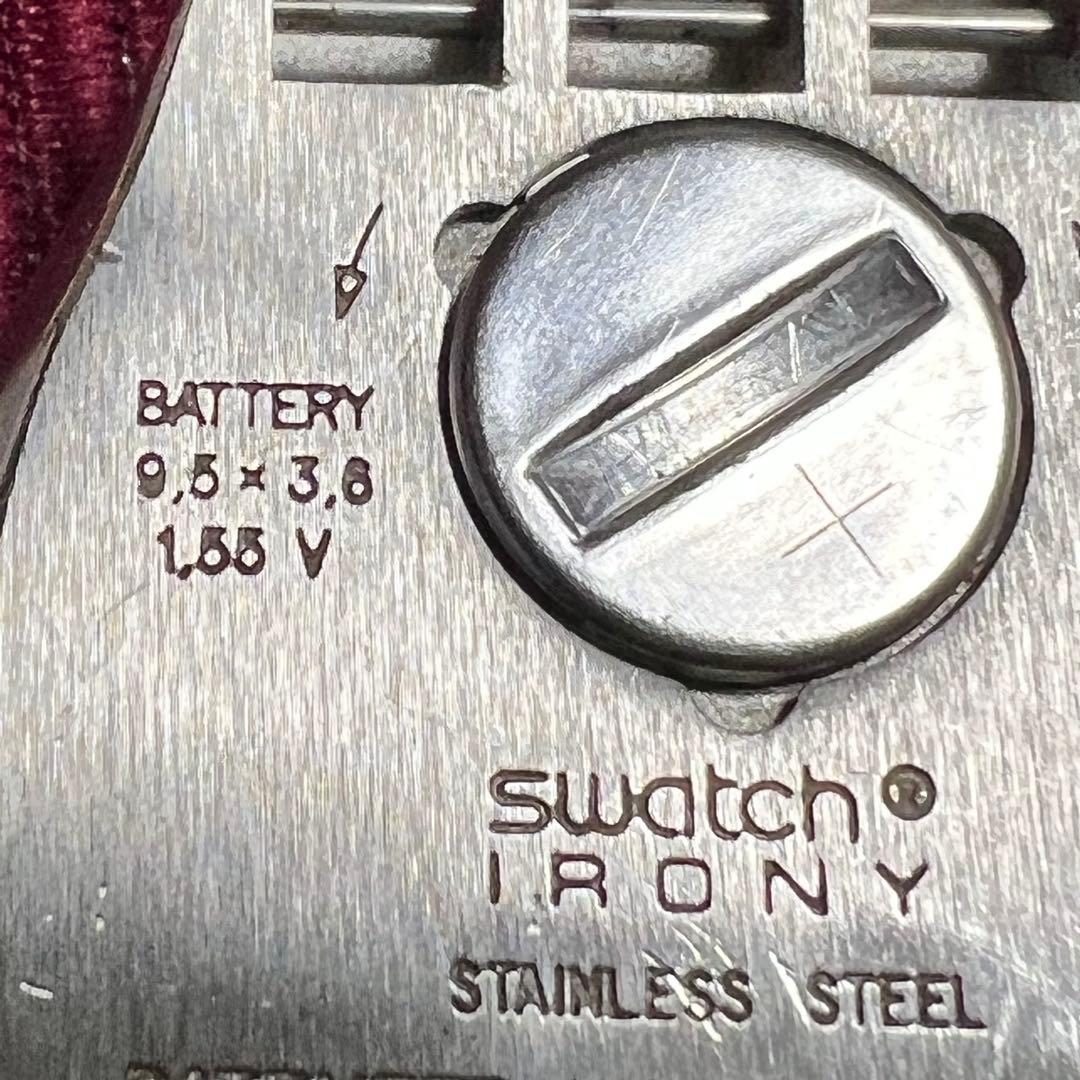 BATTERY
9,5 x 3,6
1,55 V
swatch®
IRONY
STAINLESS STEEL